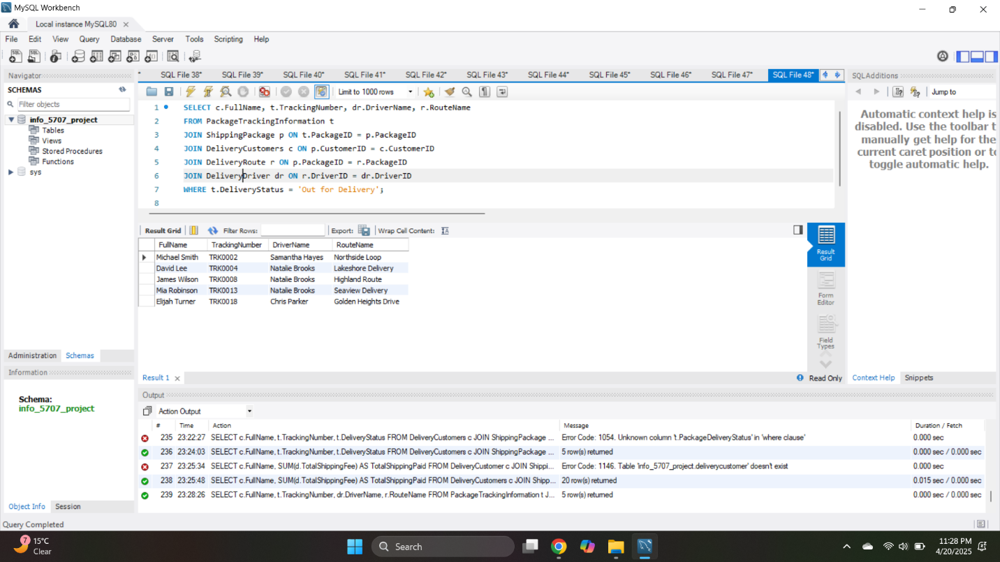 MySQL Workbench
Local instance MySQL80
File Edit View Query Database Server Tools Scripting Help
Navigator
SCHEMAS
Filter objects
info_5707_project
Tables
Views
Stored Procedures
Functions
sys
Administration Schemas
Information
Schema:
info_5707_project
Object Info Session
Query Completed
SQL File 38* SQL File 39* SQL File 40* SQL File 41* SQL File 42* SQL File 43* SQL File 44* SQL File 45* SQL File 46* SQL File 47* SQL File 48*
Limit to 1000 rows
1 SELECT c.FullName, t.TrackingNumber, dr.DriverName, r.RouteName
2 FROM PackageTrackingInformation t
3 JOIN ShippingPackage p ON t.PackageID = p.PackageID
4 JOIN DeliveryCustomers c ON p.CustomerID = c.CustomerID
5 JOIN DeliveryRoute r ON p.PackageID = r.PackageID
6 JOIN DeliveryDriver dr ON r.DriverID = dr.DriverID
7 WHERE t.DeliveryStatus = 'Out for Delivery';
8
Result Grid Filter Rows: Export: Wrap Cell Content:
FullName TrackingNumber DriverName RouteName
Michael Smith TRK0002 Samantha Hayes Northside Loop
David Lee TRK0004 Natalie Brooks Lakeshore Delivery
James Wilson TRK0008 Natalie Brooks Highland Route
Mia Robinson TRK0013 Natalie Brooks Seaview Delivery
Elijah Turner TRK0018 Chris Parker Golden Heights Drive
Result Grid
Form Editor
Field Types
Result 1
Read Only
SQLAdditions
Jump to
Automatic context help is
disabled. Use the toolbar t
manually get help for the
current caret position or to
toggle automatic help.
Context Help Snippets
Output
Action Output
# Time Action Message Duration / Fetch
235 23:22:27 SELECT c.FullName, t.TrackingNumber, t.DeliveryStatus FROM DeliveryCustomers c JOIN ShippingPackage ... Error Code: 1054. Unknown column 't.PackageDeliveryStatus' in 'where clause' 0.000 sec
236 23:24:03 SELECT c.FullName, t.TrackingNumber, t.DeliveryStatus FROM DeliveryCustomers c JOIN ShippingPackage ... 5 row(s) returned 0.000 sec / 0.000 sec
237 23:25:34 SELECT c.FullName, SUM(d.TotalShippingFee) AS TotalShippingPaid FROM DeliveryCustomer c JOIN Shippi... Error Code: 1146. Table 'info_5707_project.deliverycustomer' doesn't exist 0.000 sec
238 23:25:48 SELECT c.FullName, SUM(d.TotalShippingFee) AS TotalShippingPaid FROM DeliveryCustomers c JOIN Shipp... 20 row(s) returned 0.015 sec / 0.000 sec
239 23:28:26 SELECT c.FullName, t.TrackingNumber, dr.DriverName, r.RouteName FROM PackageTrackingInformation t J... 5 row(s) returned 0.000 sec / 0.000 sec
7
15°C
Clear
Search
11:28 PM
4/20/2025